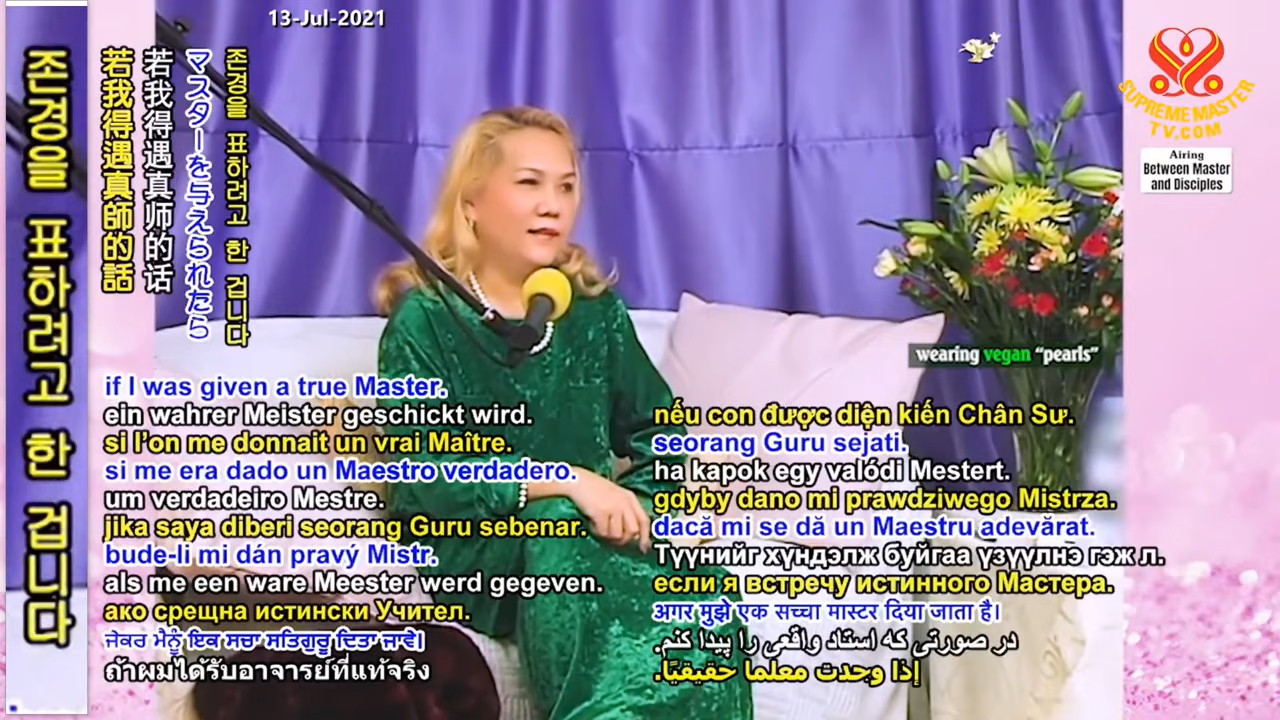 13-Jul-2021
존경을 표하려고 한 겁니다
若我得遇真師的話
若我得遇真师的话
マスターを与えられたら
존경을 표하려고 한 겁니다
SUPREME MASTER
TV.COM
Airing
Between Master
and Disciples
wearing vegan "pearls"
if I was given a true Master.
ein wahrer Meister geschickt wird.
si l'on me donnait un vrai Maître.
si me era dado un Maestro verdadero.
um verdadeiro Mestre.
jika saya diberi seorang Guru sebenar.
bude-li mi dán pravý Mistr.
als me een ware Meester werd gegeven.
ако срещна истински Учител.
ਜੇਕਰ ਮੈਨੂੰ ਇਕ ਸਚਾ ਸਤਿਗੁਰੂ ਦਿਤਾ ਜਾਵੇ।
ถ้าผมได้รับอาจารย์ที่แท้จริง
nếu con được diện kiến Chân Sư.
seorang Guru sejati.
ha kapok egy valódi Mestert.
gdyby dano mi prawdziwego Mistrza.
dacă mi se dă un Maestru adevărat.
Түүнийг хүндэлж буйгаа үзүүлнэ гэж л.
если я встречу истинного Мастера.
अगर मुझे एक सच्चा मास्टर दिया जाता है।
در صورتی که استاد واقعی را پیدا کنم.
إذا وجدت معلما حقيقيًا.